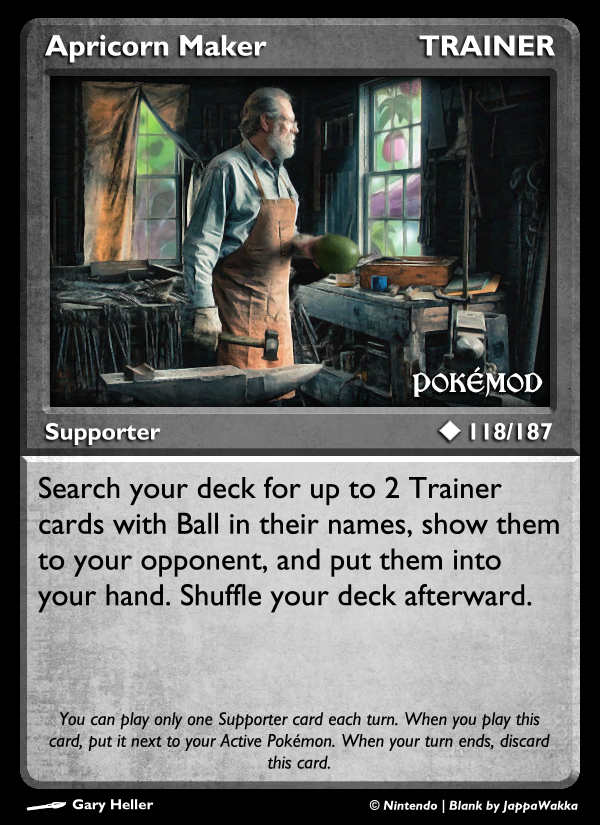 Apricorn Maker TRAINER
POKÉMOD
Supporter 118/187
Search your deck for up to 2 Trainer
cards with Ball in their names, show them
to your opponent, and put them into
your hand. Shuffle your deck afterward.
You can play only one Supporter card each turn. When you play this
card, put it next to your Active Pokémon. When your turn ends, discard
this card.
Gary Heller © Nintendo | Blank by JappaWakka